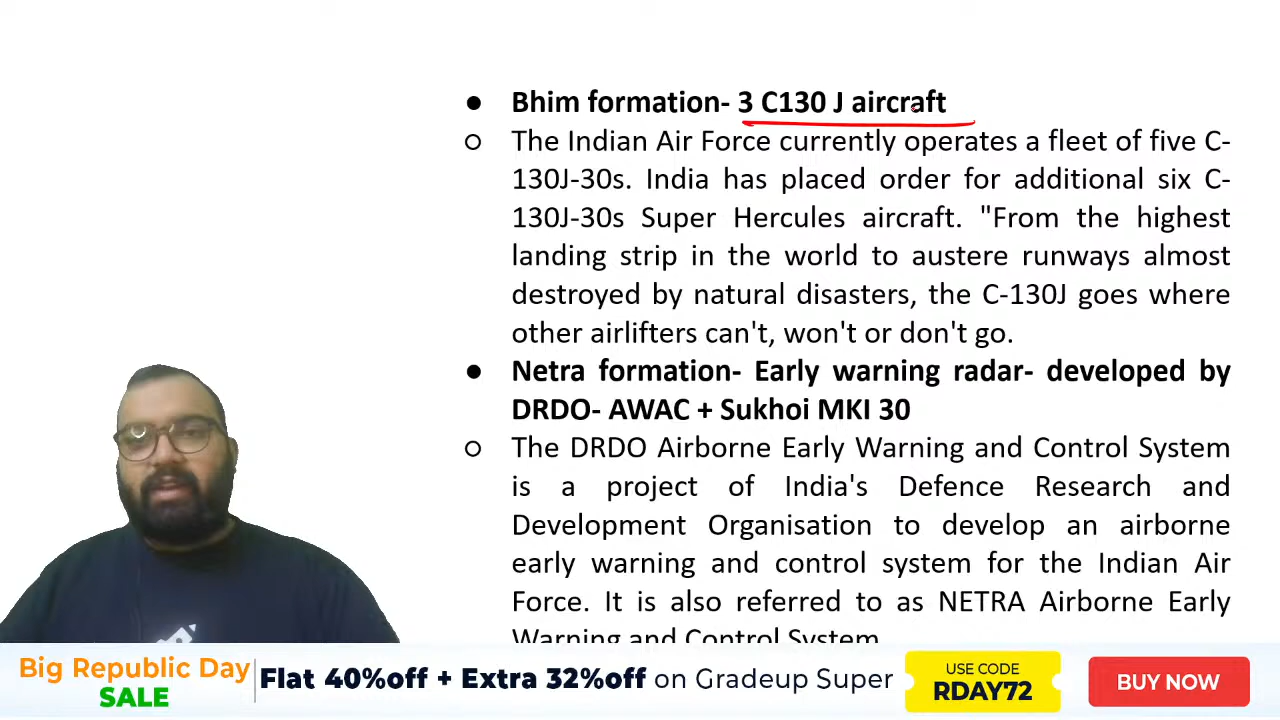 ● Bhim formation- 3 C130 J aircraft
○ The Indian Air Force currently operates a fleet of five C-
130J-30s. India has placed order for additional six C-
130J-30s Super Hercules aircraft. "From the highest
landing strip in the world to austere runways almost
destroyed by natural disasters, the C-130J goes where
other airlifters can't, won't or don't go.
● Netra formation- Early warning radar- developed by
DRDO- AWAC + Sukhoi MKI 30
○ The DRDO Airborne Early Warning and Control System
is a project of India's Defence Research and
Development Organisation to develop an airborne
early warning and control system for the Indian Air
Force. It is also referred to as NETRA Airborne Early
Warning and Control System
Big Republic Day
SALE
Flat 40%off + Extra 32%off on Gradeup Super
USE CODE
RDAY72
BUY NOW